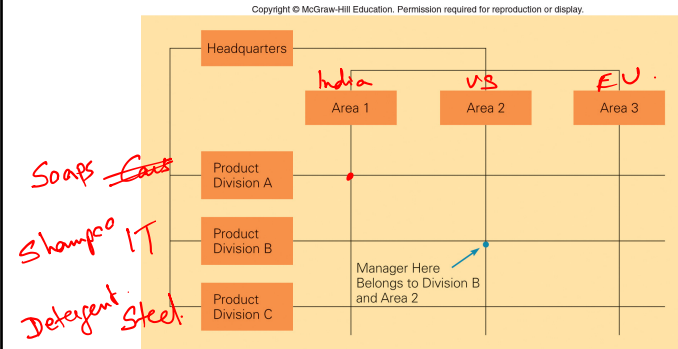 Copyright © McGraw-Hill Education. Permission required for reproduction or display.
Headquarters
India US EU.
Area 1 Area 2 Area 3
Soaps Cars
Product
Division A
Shampoo IT
Product
Division B
Manager Here
Belongs to Division B
and Area 2
Detergent. Steel.
Product
Division C